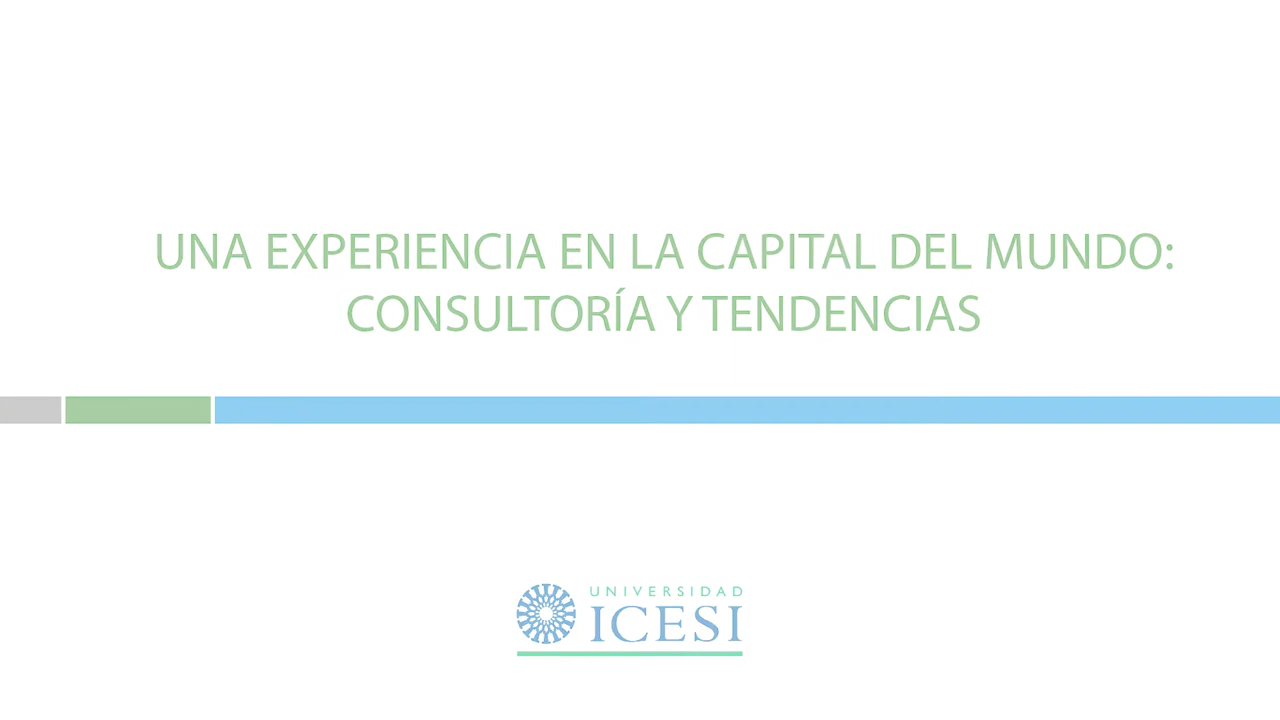 UNA EXPERIENCIA EN LA CAPITAL DEL MUNDO:
CONSULTORÍA Y TENDENCIAS
UNIVERSIDAD
ICESI